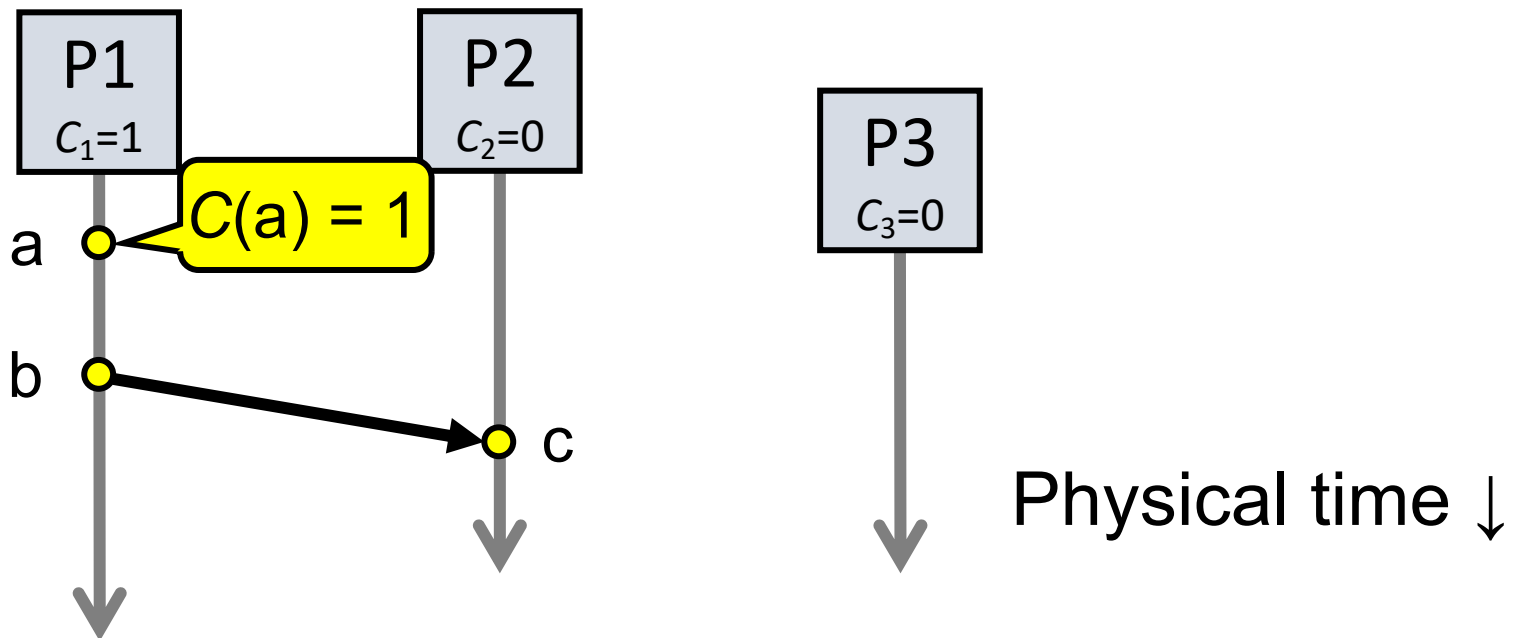 P1
C₁=1
P2
C₂=0
P3
C₃=0
C(a) = 1
a
b
c
Physical time ↓